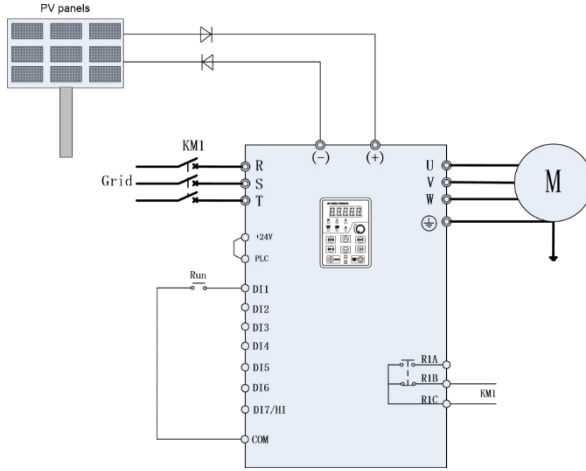 PV panels
(-)
(+)
KM1
Grid
R
S
T
U
V
W
M
+24V
PLC
Run
DI1
DI2
DI3
DI4
DI5
DI6
DI7/HI
COM
R1A
R1B
R1C
KM1